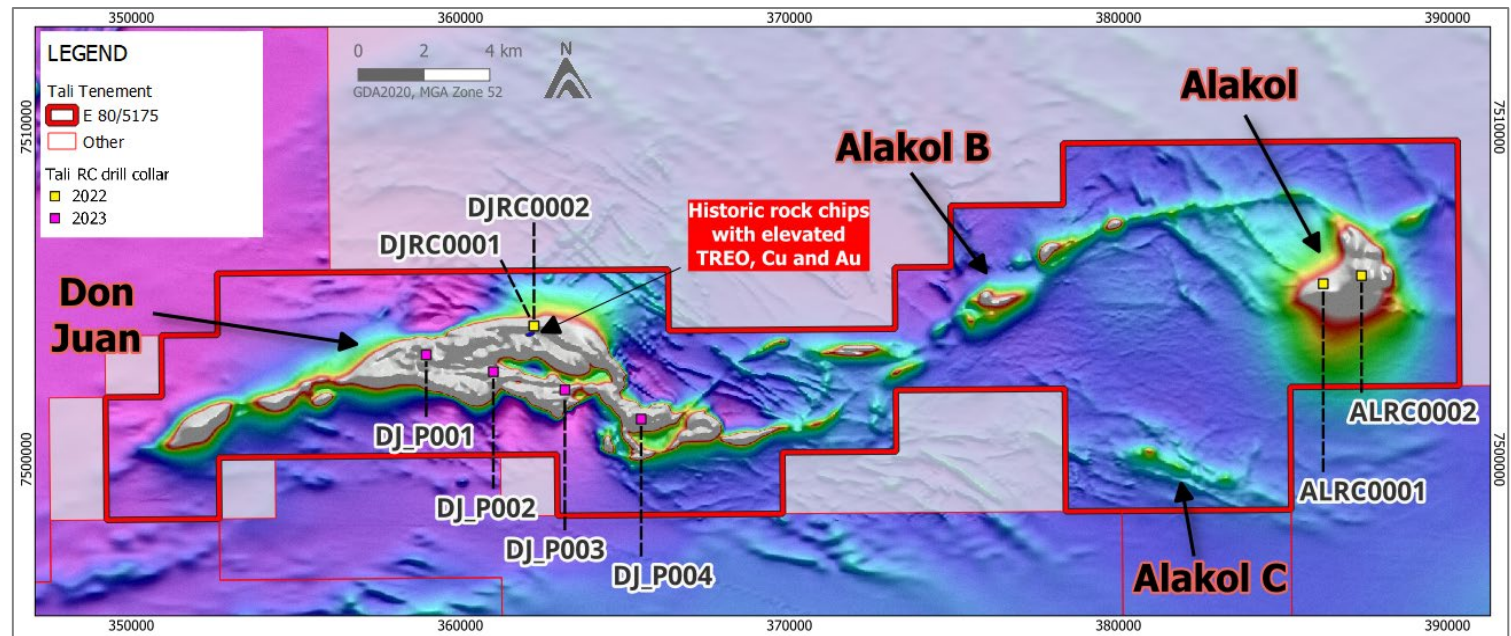 350000
360000
370000
380000
390000
LEGEND
Tali Tenement
E 80/5175
Other
Tali RC drill collar
2022
2023
0 2 4 km
GDA2020, MGA Zone 52
N
7510000
7510000
Alakol
Alakol B
DJRC0002
DJRC0001
Historic rock chips
with elevated
TREO, Cu and Au
Don
Juan
7500000
7500000
DJ_P001
DJ_P002
DJ_P003
DJ_P004
ALRC0002
ALRC0001
Alakol C
350000
360000
370000
380000
390000